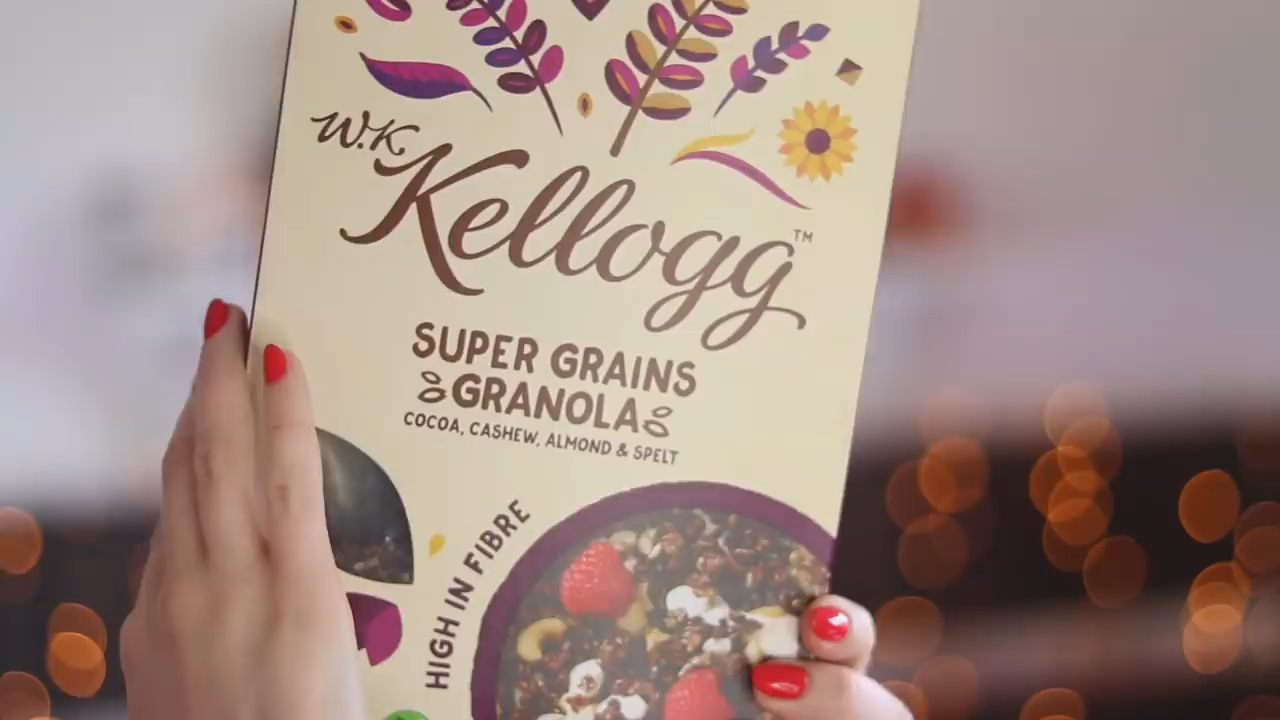 W.K
Kellogg™
SUPER GRAINS
GRANOLA
COCOA, CASHEW, ALMOND & SPELT
HIGH IN FIBRE